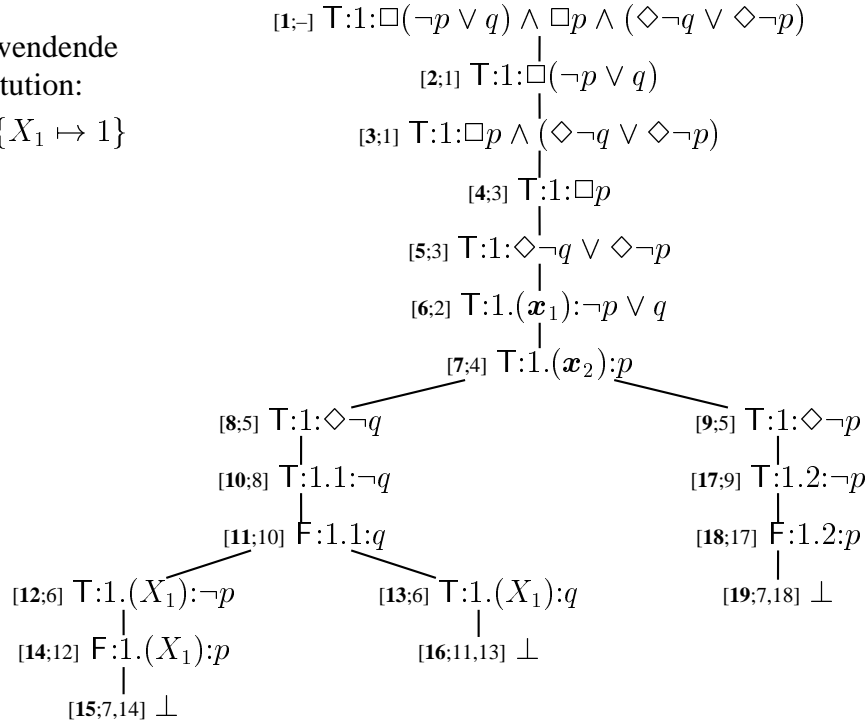 [1;–] T:1:□(¬p ∨ q) ∧ □p ∧ (◇¬q ∨ ◇¬p)
wendende
tution:
{X₁ ↦ 1}
[2;1] T:1:□(¬p ∨ q)
[3;1] T:1:□p ∧ (◇¬q ∨ ◇¬p)
[4;3] T:1:□p
[5;3] T:1:◇¬q ∨ ◇¬p
[6;2] T:1.(x₁):¬p ∨ q
[7;4] T:1.(x₂):p
[8;5] T:1:◇¬q
[9;5] T:1:◇¬p
[10;8] T:1.1:¬q
[17;9] T:1.2:¬p
[11;10] F:1.1:q
[18;17] F:1.2:p
[12;6] T:1.(X₁):¬p
[13;6] T:1.(X₁):q
[19;7,18] ⊥
[14;12] F:1.(X₁):p
[16;11,13] ⊥
[15;7,14] ⊥